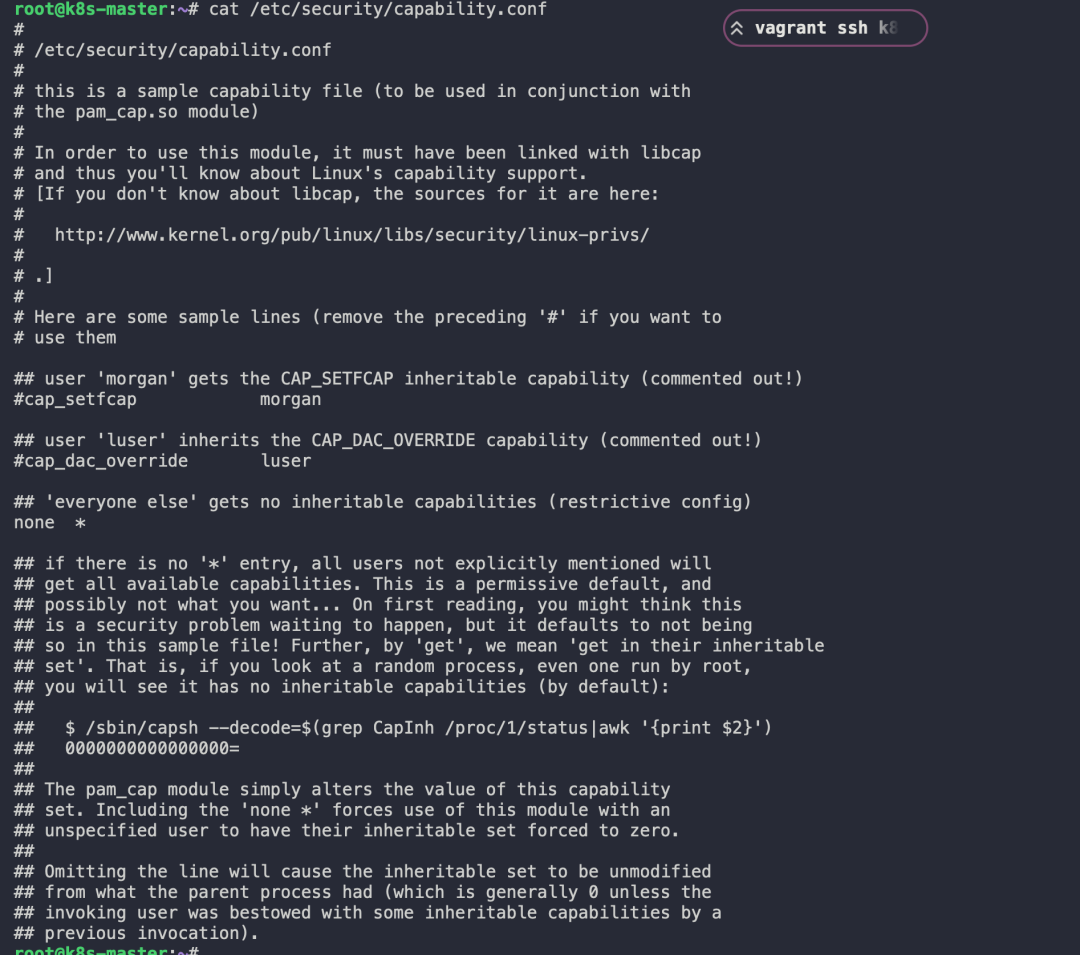 root@k8s-master:~# cat /etc/security/capability.conf
vagrant ssh k8
#
# /etc/security/capability.conf
#
# this is a sample capability file (to be used in conjunction with
# the pam_cap.so module)
#
# In order to use this module, it must have been linked with libcap
# and thus you'll know about Linux's capability support.
# [If you don't know about libcap, the sources for it are here:
#
#   http://www.kernel.org/pub/linux/libs/security/linux-privs/
#
# .]
#
# Here are some sample lines (remove the preceding '#' if you want to
# use them

## user 'morgan' gets the CAP_SETFCAP inheritable capability (commented out!)
#cap_setfcap            morgan

## user 'luser' inherits the CAP_DAC_OVERRIDE capability (commented out!)
#cap_dac_override       luser

## 'everyone else' gets no inheritable capabilities (restrictive config)
none  *

## if there is no '*' entry, all users not explicitly mentioned will
## get all available capabilities. This is a permissive default, and
## possibly not what you want... On first reading, you might think this
## is a security problem waiting to happen, but it defaults to not being
## so in this sample file! Further, by 'get', we mean 'get in their inheritable
## set'. That is, if you look at a random process, even one run by root,
## you will see it has no inheritable capabilities (by default):
##
##   $ /sbin/capsh --decode=$(grep CapInh /proc/1/status|awk '{print $2}')
##   0000000000000000=
##
## The pam_cap module simply alters the value of this capability
## set. Including the 'none *' forces use of this module with an
## unspecified user to have their inheritable set forced to zero.
##
## Omitting the line will cause the inheritable set to be unmodified
## from what the parent process had (which is generally 0 unless the
## invoking user was bestowed with some inheritable capabilities by a
## previous invocation).
root@k8s-master:~#